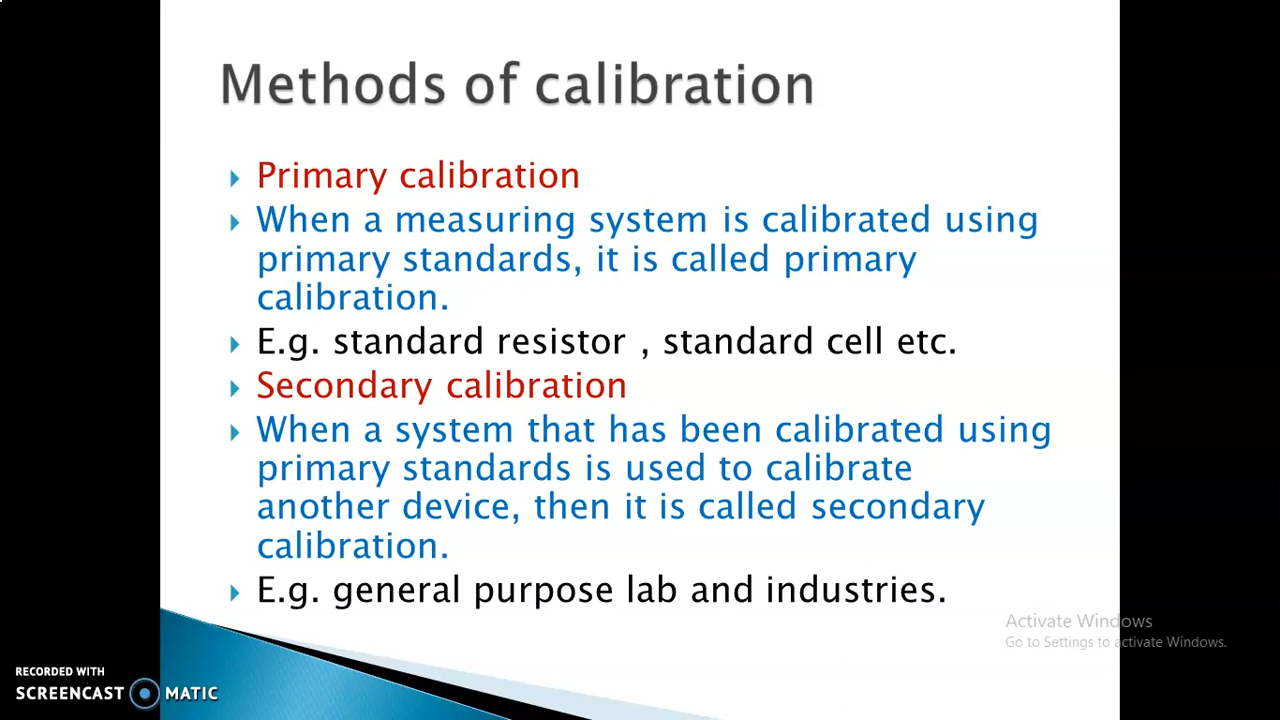 Methods of calibration
Primary calibration
When a measuring system is calibrated using
primary standards, it is called primary
calibration.
E.g. standard resistor , standard cell etc.
Secondary calibration
When a system that has been calibrated using
primary standards is used to calibrate
another device, then it is called secondary
calibration.
E.g. general purpose lab and industries.
Activate Windows
Go to Settings to activate Windows.
RECORDED WITH
SCREENCAST MATIC